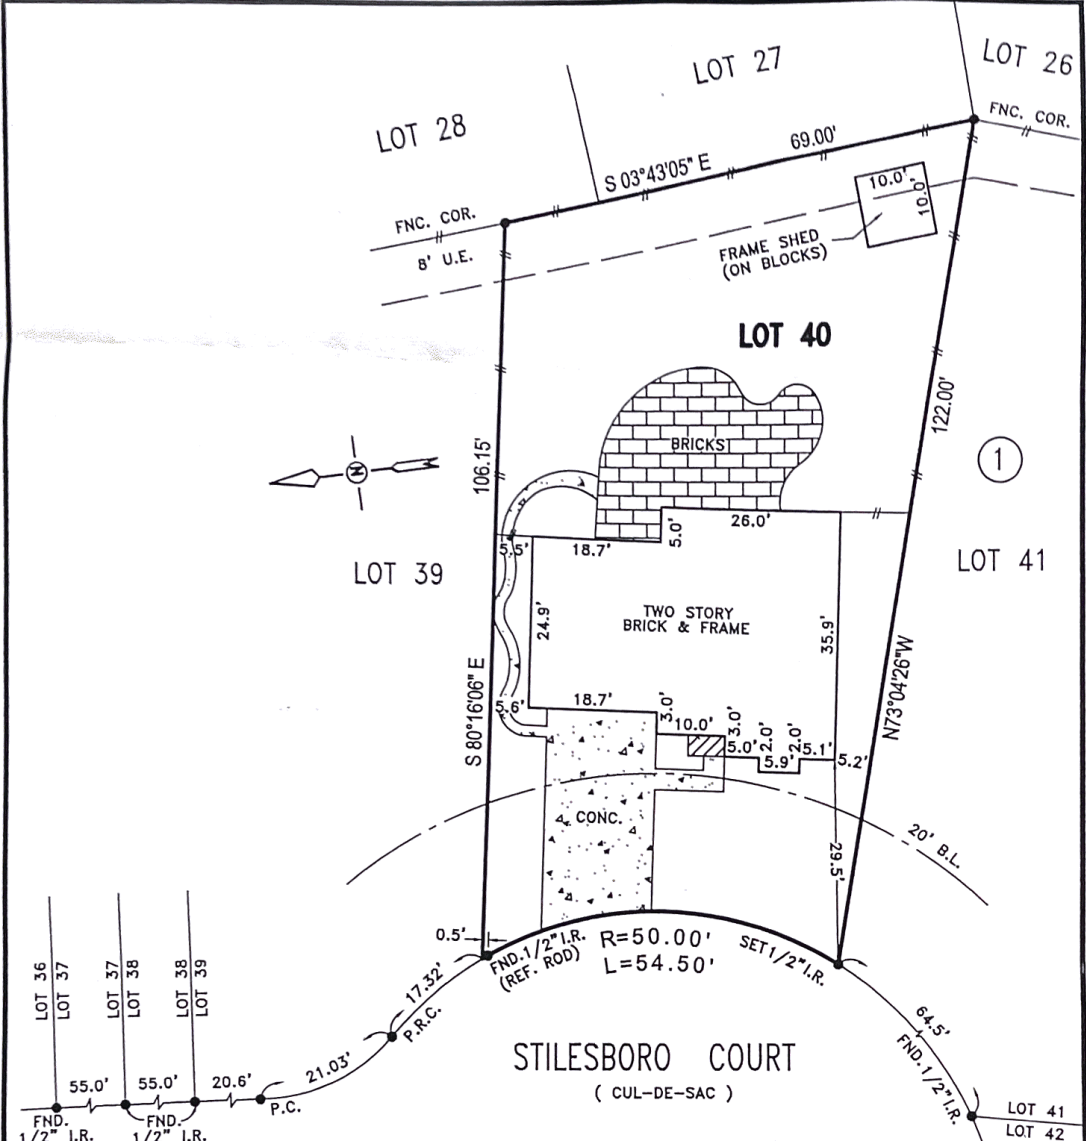 LOT 26
LOT 27
LOT 28
FNC. COR.
69.00'
S 03°43'05" E
10.0'
10.0'
FNC. COR.
8' U.E.
FRAME SHED
(ON BLOCKS)
LOT 40
122.00'
BRICKS
1
106.15'
N
26.0'
5.0'
5.5'
18.7'
LOT 39
LOT 41
TWO STORY
BRICK & FRAME
24.9'
35.9'
N73°04'26"W
S 80°16'06" E
5.6'
18.7'
3.0'
10.0'
3.0'
5.0'
2.0'
5.9'
2.0'
5.1'
5.2'
CONC.
20' B.L.
29.5'
0.5'
FND.1/2" I.R.
(REF. ROD)
R=50.00'
L=54.50'
SET 1/2" I.R.
17.32'
P.R.C.
21.03'
P.C.
LOT 36
LOT 37
LOT 37
LOT 38
LOT 38
LOT 39
55.0'
55.0'
20.6'
FND.
1/2" I.R.
FND.
1/2" I.R.
STILESBORO COURT
( CUL-DE-SAC )
64.5'
FND. 1/2" I.R.
LOT 41
LOT 42